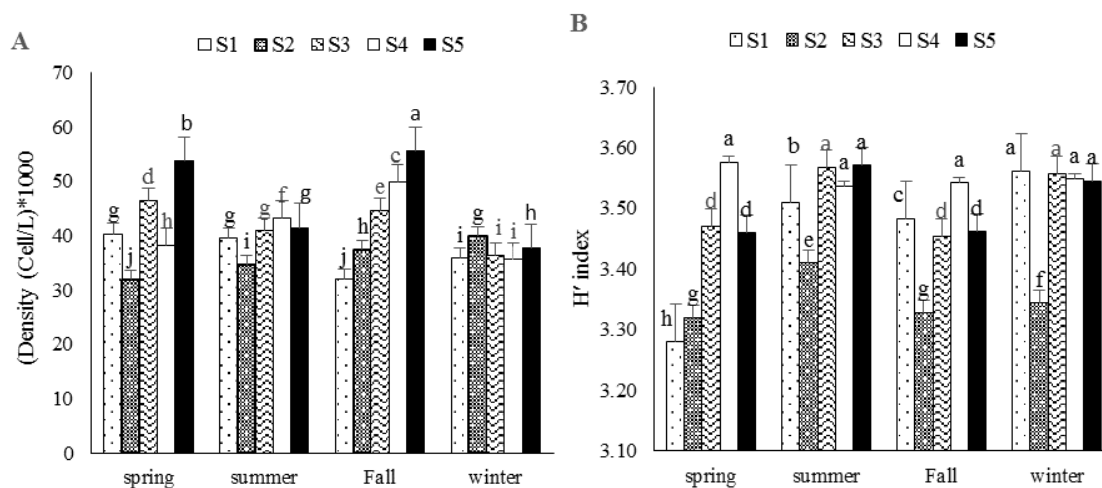 A
S1 S2 S3 S4 S5
(Density (Cell/L)*1000
70
60
50
40
30
20
10
0
g j d h b
g i g f g
j h e c a
i g i i h
spring summer Fall winter
B
S1 S2 S3 S4 S5
H′ index
3.70
3.60
3.50
3.40
3.30
3.20
3.10
h g d a d
b e a a a
c g d a d
a f a a a
spring summer Fall winter